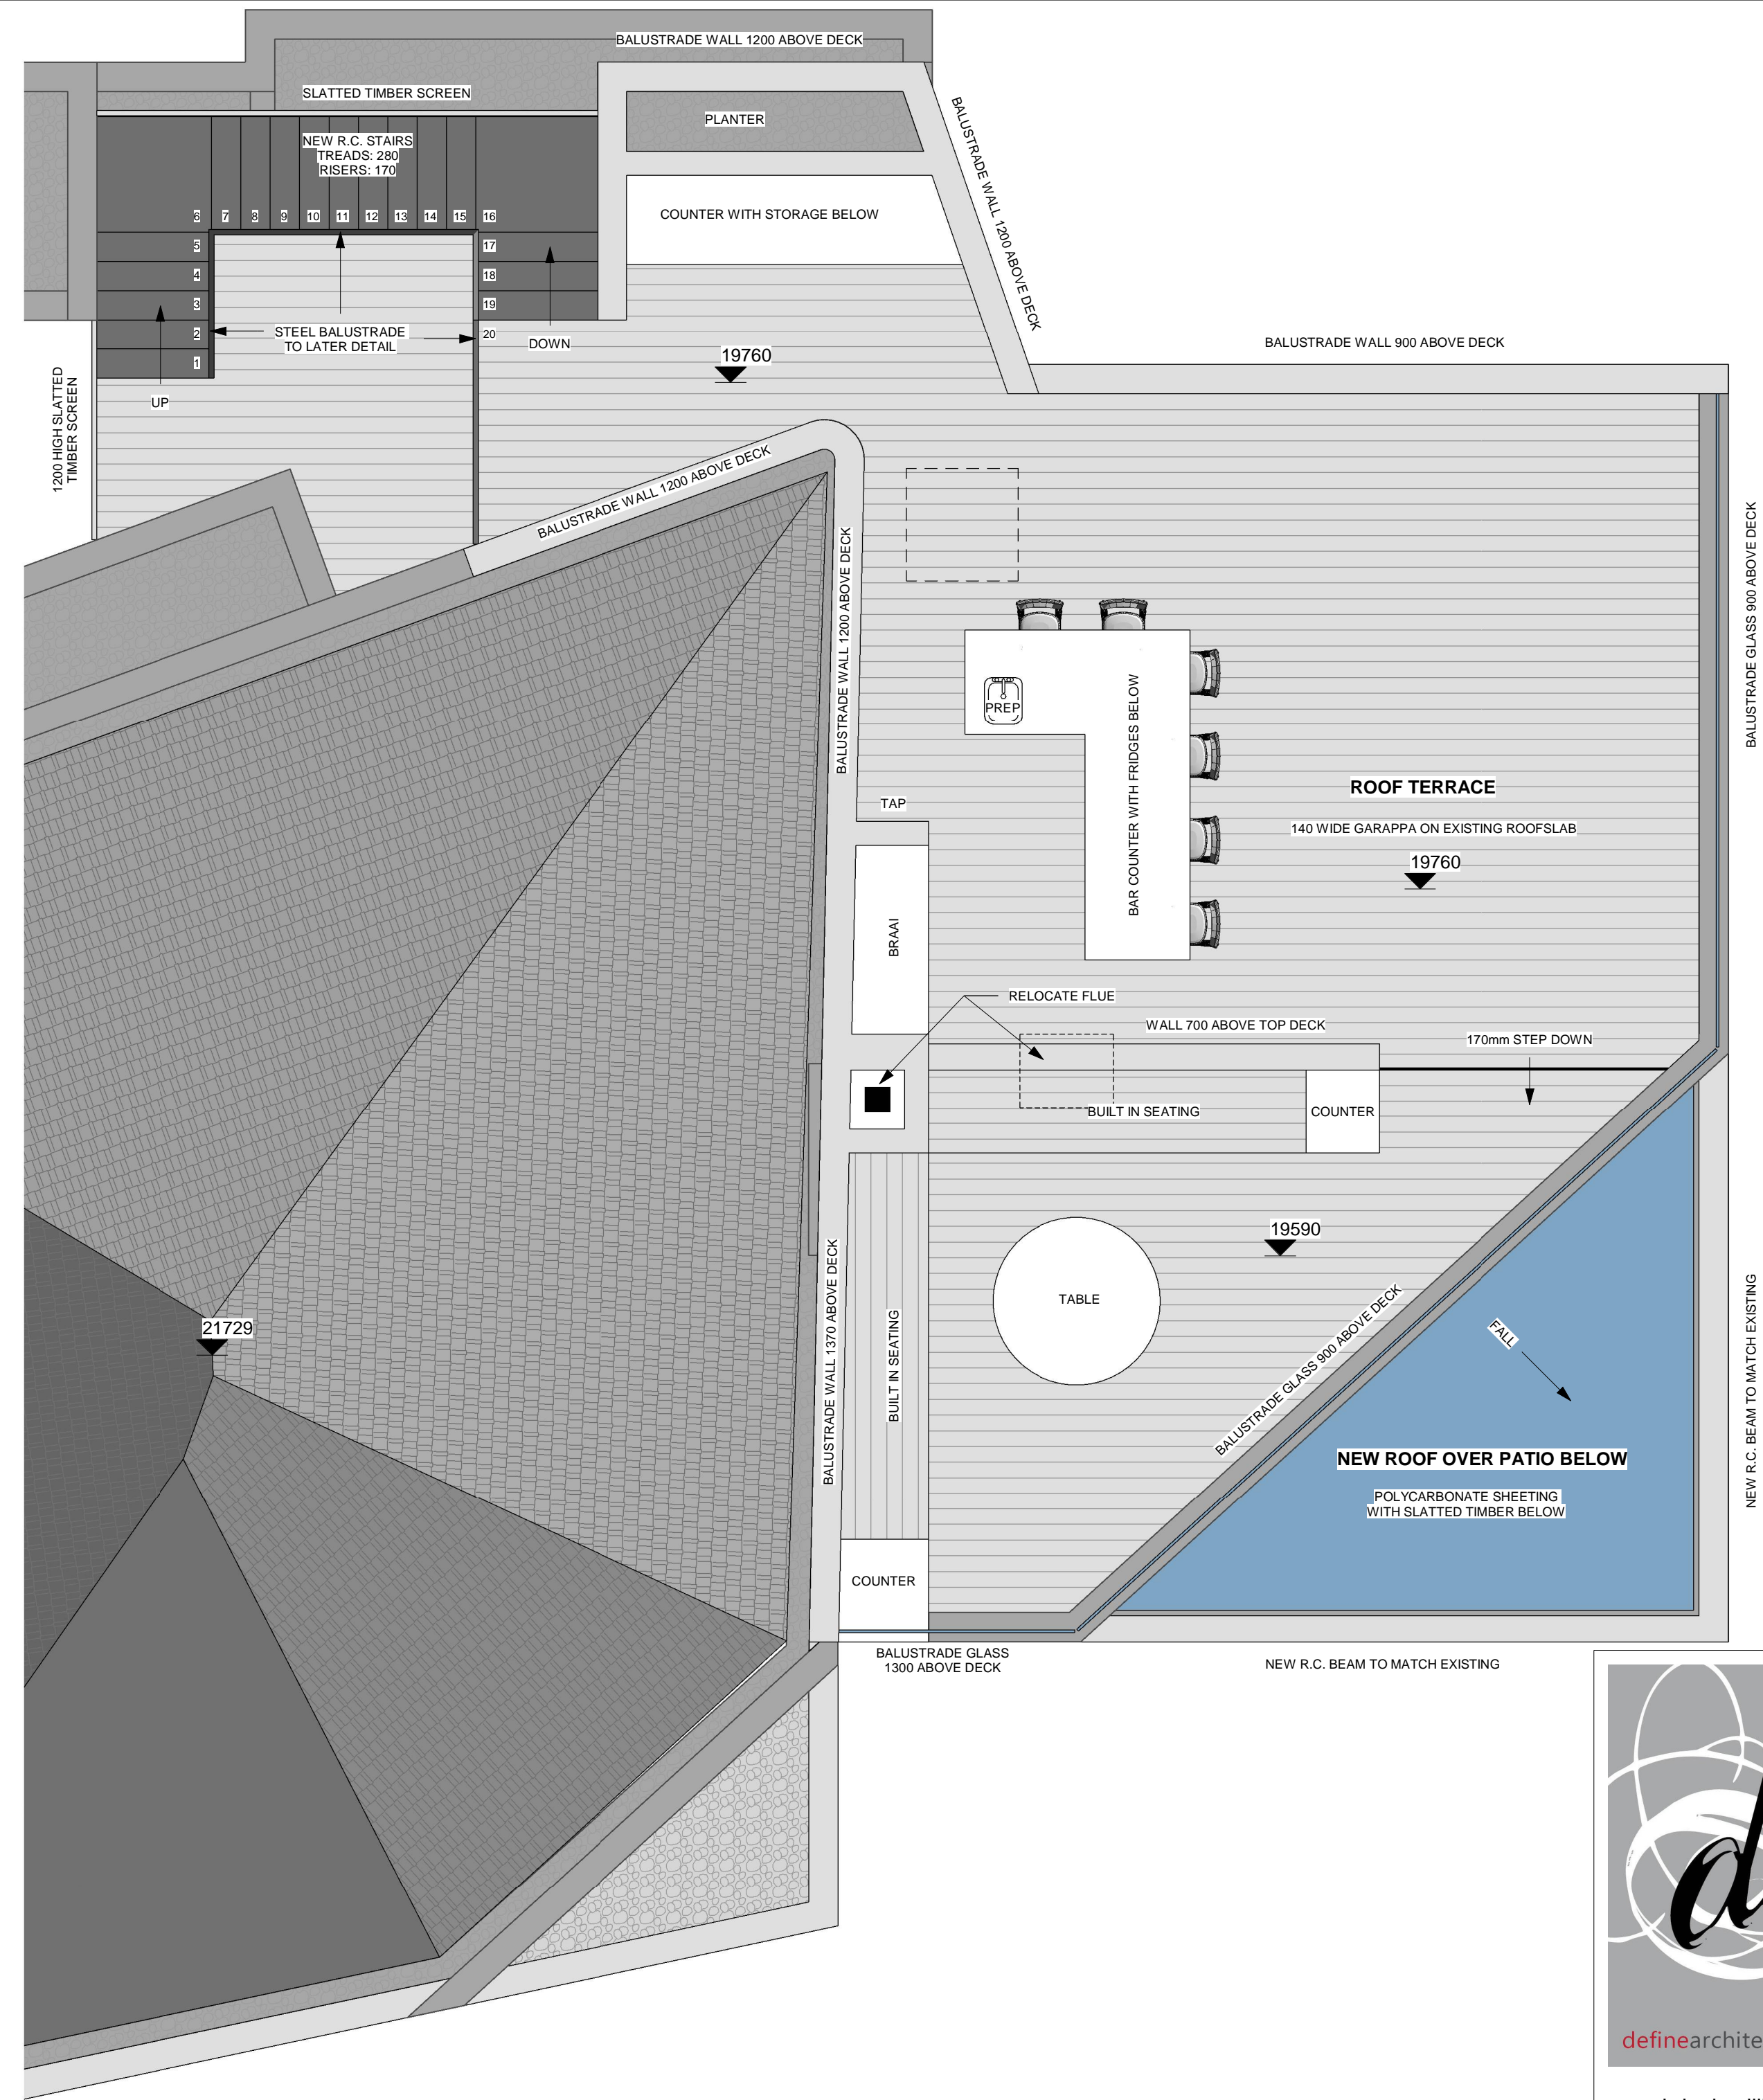 BALUSTRADE WALL 1200 ABOVE DECK
SLATTED TIMBER SCREEN
PLANTER
NEW R.C. STAIRS
TREADS: 280
RISERS: 170
BALUSTRADE WALL 1200 ABOVE DECK
COUNTER WITH STORAGE BELOW
6
7
8
9
10
11
12
13
14
15
16
5
4
3
2
1
17
18
19
20
STEEL BALUSTRADE
TO LATER DETAIL
DOWN
UP
1200 HIGH SLATTED
TIMBER SCREEN
19760
BALUSTRADE WALL 900 ABOVE DECK
BALUSTRADE WALL 1200 ABOVE DECK
BALUSTRADE WALL 1200 ABOVE DECK
BALUSTRADE GLASS 900 ABOVE DECK
PREP
BAR COUNTER WITH FRIDGES BELOW
ROOF TERRACE
140 WIDE GARAPPA ON EXISTING ROOFSLAB
19760
TAP
BRAAI
RELOCATE FLUE
WALL 700 ABOVE TOP DECK
170mm STEP DOWN
BUILT IN SEATING
COUNTER
19590
TABLE
BUILT IN SEATING
BALUSTRADE WALL 1370 ABOVE DECK
21729
BALUSTRADE GLASS 900 ABOVE DECK
FALL
NEW ROOF OVER PATIO BELOW
POLYCARBONATE SHEETING
WITH SLATTED TIMBER BELOW
NEW R.C. BEAM TO MATCH EXISTING
COUNTER
BALUSTRADE GLASS
1300 ABOVE DECK
NEW R.C. BEAM TO MATCH EXISTING
d
definearchite